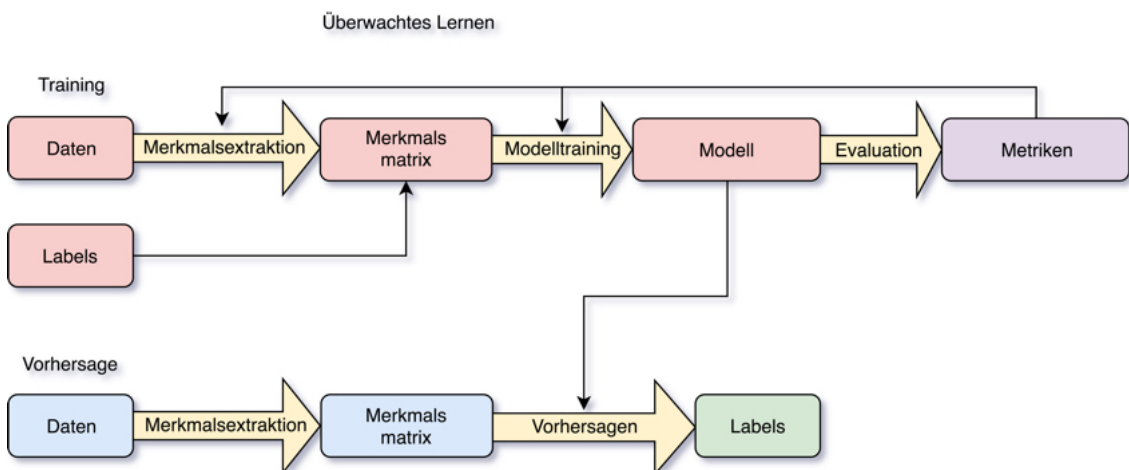 Überwachtes Lernen
Training
Daten
Merkmalsextraktion
Merkmals
matrix
Modelltraining
Modell
Evaluation
Metriken
Labels
Vorhersage
Daten
Merkmalsextraktion
Merkmals
matrix
Vorhersagen
Labels